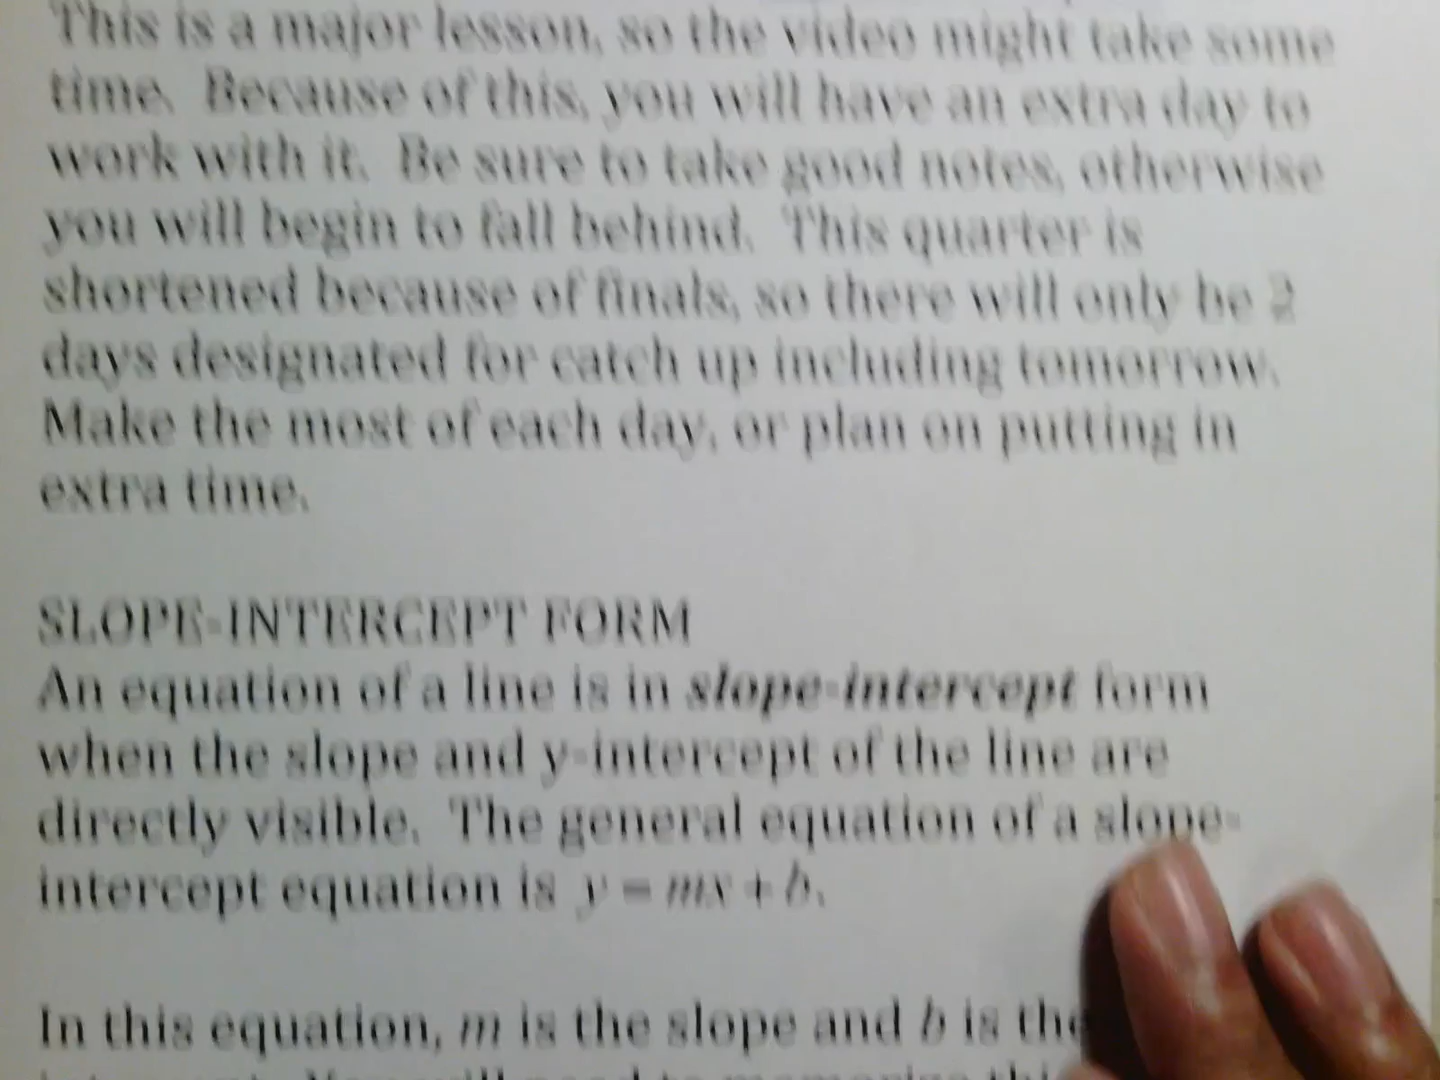 This is a major lesson, so the video might take some
time. Because of this, you will have an extra day to
work with it. Be sure to take good notes, otherwise
you will begin to fall behind. This quarter is
shortened because of finals, so there will only be 2
days designated for catch up including tomorrow.
Make the most of each day, or plan on putting in
extra time.
SLOPE-INTERCEPT FORM
An equation of a line is in slope-intercept form
when the slope and y-intercept of the line are
directly visible. The general equation of a slope-
intercept equation is y = mx + b.
In this equation, m is the slope and b is the